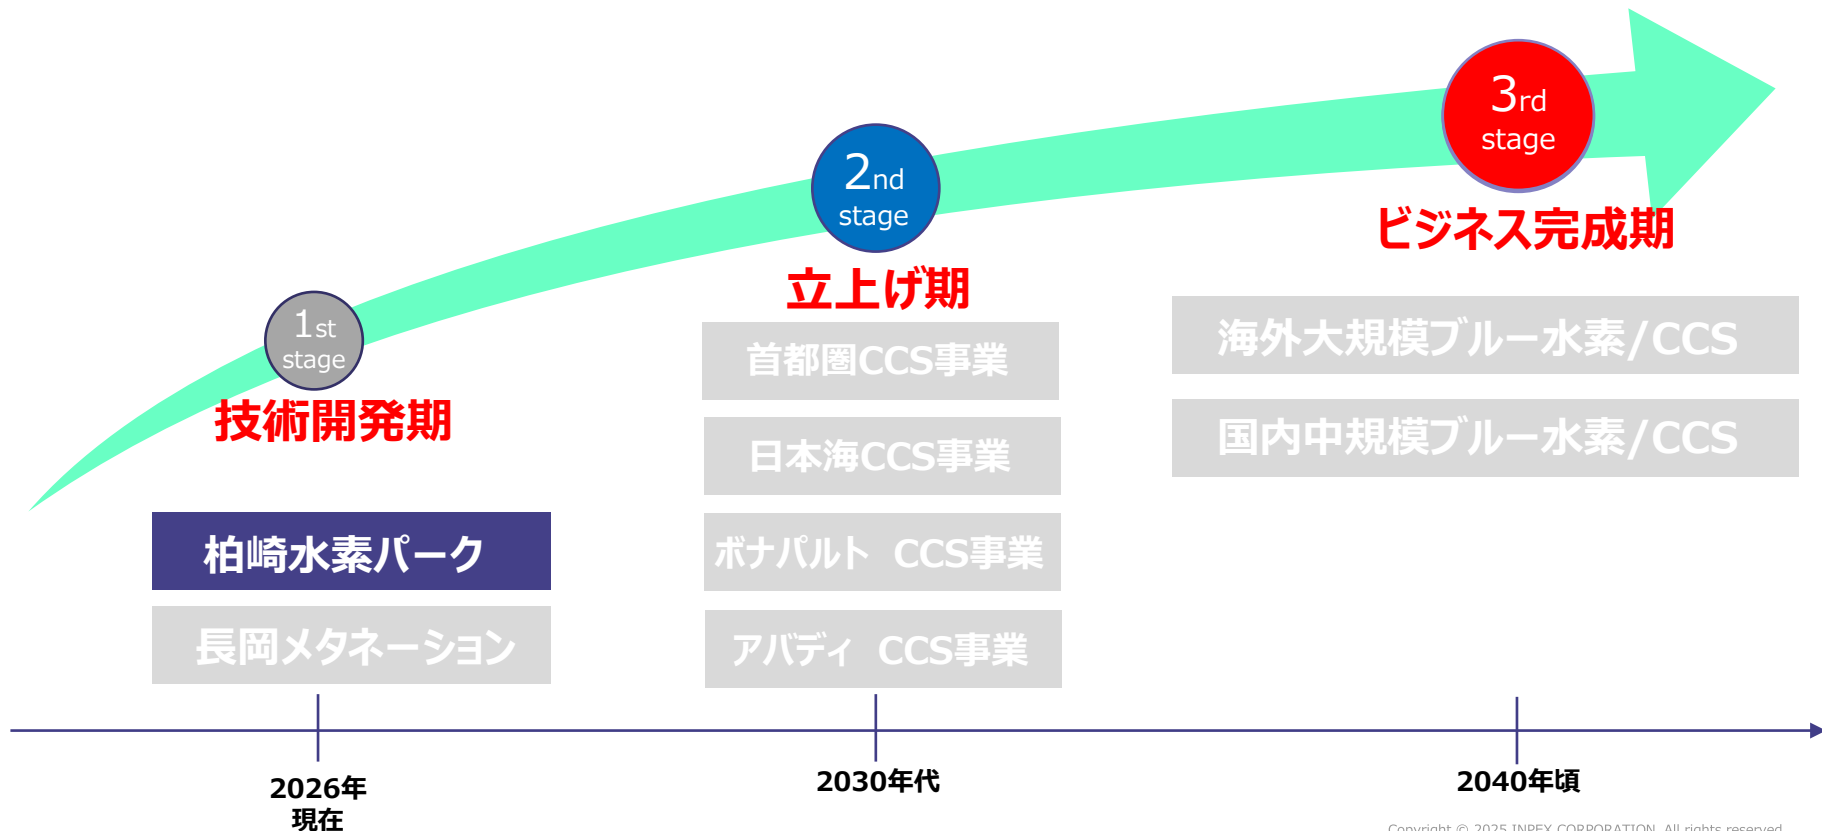 1st
stage
技術開発期
柏崎水素パーク
長岡メタネーション
2nd
stage
立上げ期
首都圏CCS事業
日本海CCS事業
ボナパルト CCS事業
アバディ CCS事業
3rd
stage
ビジネス完成期
海外大規模ブルー水素/CCS
国内中規模ブルー水素/CCS
2026年
現在
2030年代
2040年頃
Copyright © 2025 INPEX CORPORATION. All rights reserved.